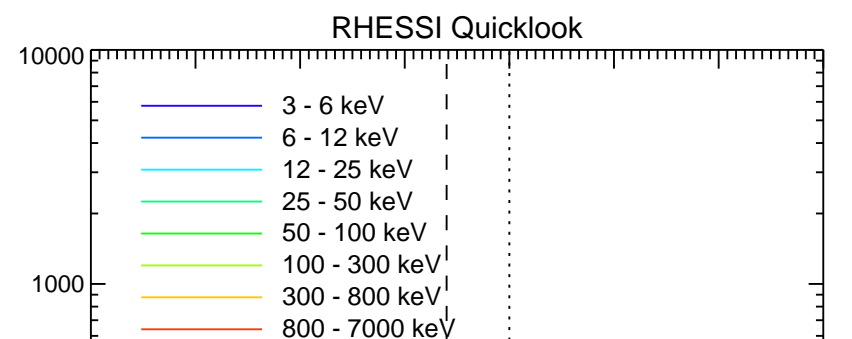 RHESSI Quicklook
10000
3 - 6 keV
6 - 12 keV
12 - 25 keV
25 - 50 keV
50 - 100 keV
100 - 300 keV
1000
300 - 800 keV
800 - 7000 keV